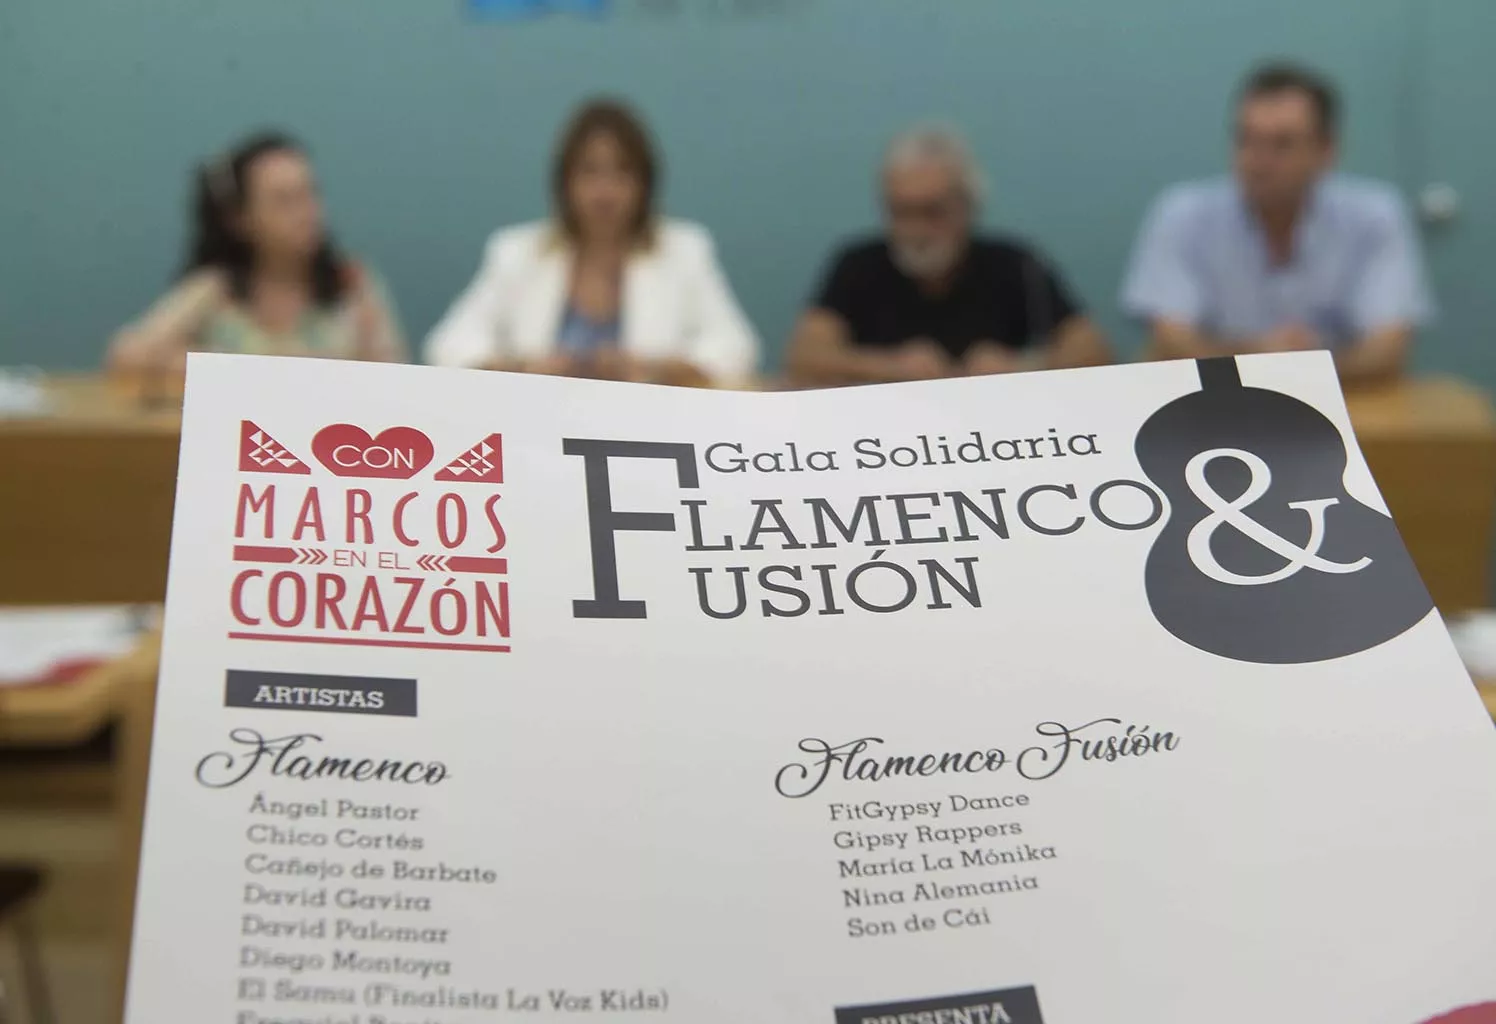 CON
MARCOS
EN EL
CORAZÓN
Gala Solidaria
FLAMENCO &
FUSIÓN
ARTISTAS
Flamenco
Ángel Pastor
Chico Cortés
Cañejo de Barbate
David Gavira
David Palomar
Diego Montoya
El Samu (Finalista La Voz Kids)
Flamenco Fusión
FitGypsy Dance
Gipsy Rappers
María La Mónika
Nina Alemania
Son de Cái
PRESENTA